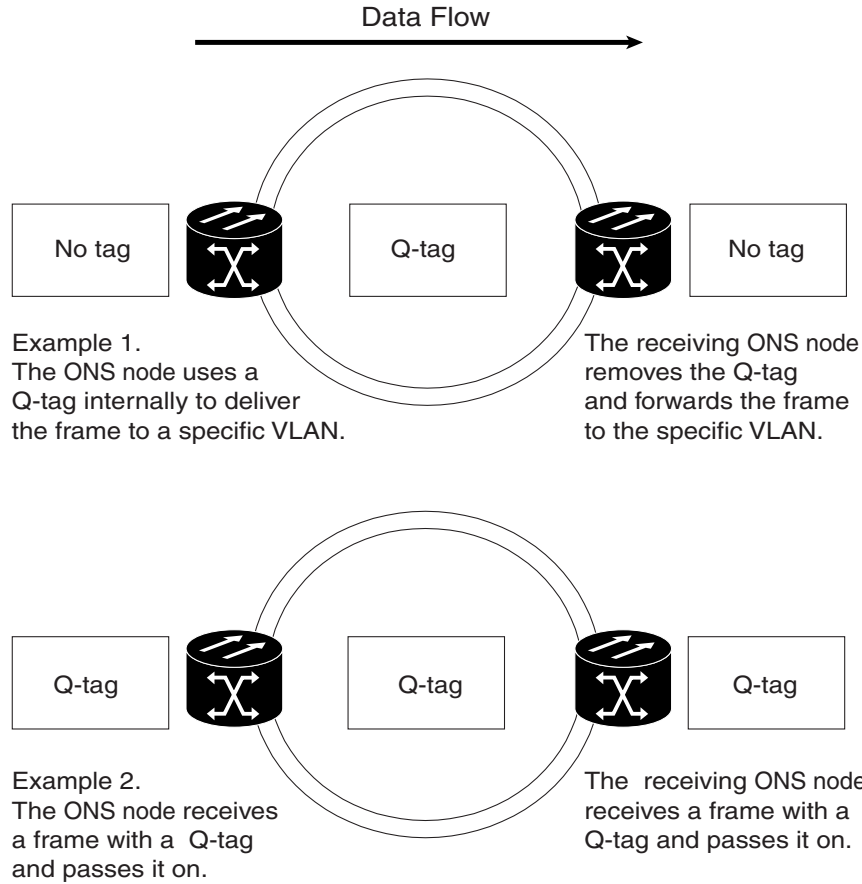 Data Flow
No tag
Q-tag
No tag
Example 1.
The ONS node uses a
Q-tag internally to deliver
the frame to a specific VLAN.
The receiving ONS node
removes the Q-tag
and forwards the frame
to the specific VLAN.
Q-tag
Q-tag
Q-tag
Example 2.
The ONS node receives
a frame with a Q-tag
and passes it on.
The receiving ONS node
receives a frame with a
Q-tag and passes it on.